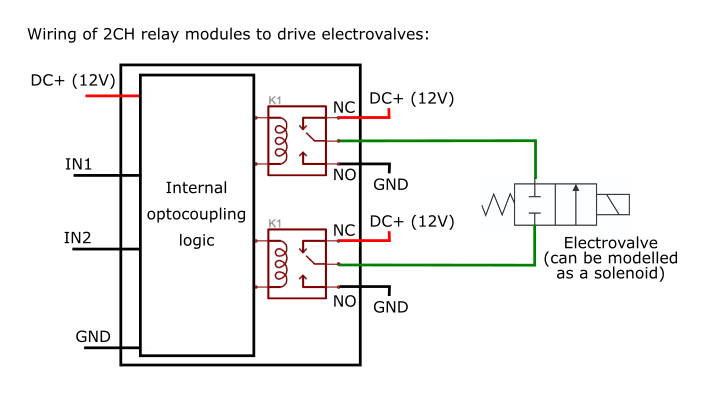 Wiring of 2CH relay modules to drive electrovalves:
DC+ (12V)
K1
NC
DC+ (12V)
IN1
NO
GND
Internal
optocoupling
logic
K1
NC
DC+ (12V)
IN2
Electrovalve
(can be modelled
as a solenoid)
NO
GND
GND